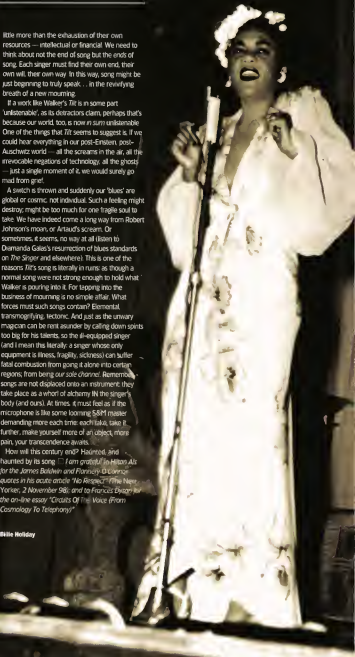 little more than the exhaustion of their own
resources — intellectual or financial. We need to
think about not the end of song but the ends of
song. Each singer must find their own end, their
own will, their own way. In this way, song might be
just beginning to truly speak... in the revivifying
breath of a new mourning.
If a work like Walker's Tilt is in some part
'unlistenable', as its detractors claim, perhaps that's
because our world, too, is now in sum unlistenable.
One of the things that Tilt seems to suggest is, if we
could hear everything in our post-Einstein, post-
Auschwitz world — all the screams in the air, all the
irrevocable negations of technology, all the ghosts
— just a single moment of it, we would surely go
mad from grief.
A switch is thrown and suddenly our 'blues' are
global or cosmic, not individual. Such a feeling might
destroy, might be too much for one fragile soul to
take. We have indeed come a long way from Robert
Johnson's moan, or Artaud's scream. Or
sometimes, it seems, no way at all (listen to
Diamanda Galas's resurrection of blues standards
on The Singer and elsewhere). This is one of the
reasons Tilt's song is literally in ruins: as though a
normal song were not strong enough to hold what
Walker is pouring into it. For tapping into the
business of mourning is no simple affair. What
forces must such songs contain? Elemental,
transmogrifying, tectonic. And just as the unwary
magician can be rent asunder by calling down spirits
too big for his talents, so the ill-equipped singer
(and I mean this literally: a singer whose only
equipment is illness, fragility, sickness) can suffer
fatal combustion from going it alone into certain
regions, from being our sole channel. Remember:
songs are not displaced onto an instrument: they
take place as a whorl of alchemy IN the singer's
body (and ours). At times, it must feel as if the
microphone is like some looming S&M master
demanding more each time: each take, take it
further, make yourself more of an object, more
pain, your transcendence awaits.
How will this century end? Haunted, and
haunted by its song □ I am grateful to Hilton Als
for the James Baldwin and Flannery O'Connor
quotes in his acute article "No Respect" (The New
Yorker, 2 November 98); and to Frances Dyson for
the on-line essay "Circuits Of The Voice (From
Cosmology To Telephony)"
Billie Holiday